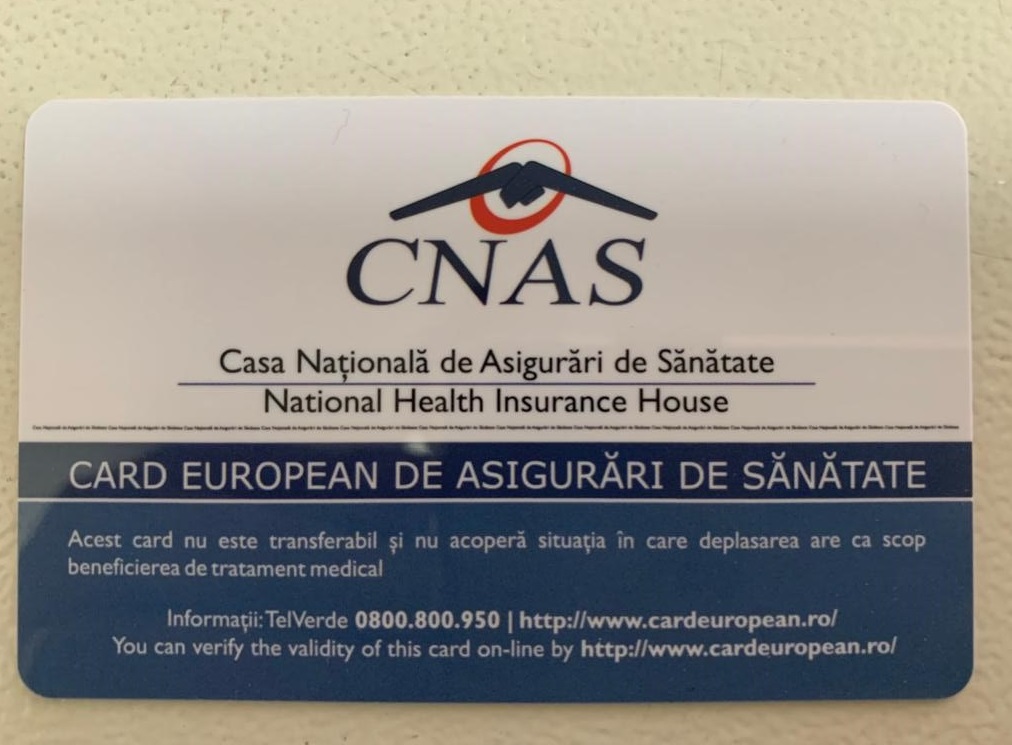 CNAS
Casa Națională de Asigurări de Sănătate
National Health Insurance House
CARD EUROPEAN DE ASIGURĂRI DE SĂNĂTATE
Acest card nu este transferabil și nu acoperă situația în care deplasarea are ca scop
beneficierea de tratament medical
Informații: TelVerde 0800.800.950 | http://www.cardeuropean.ro/
You can verify the validity of this card on-line by http://www.cardeuropean.ro/